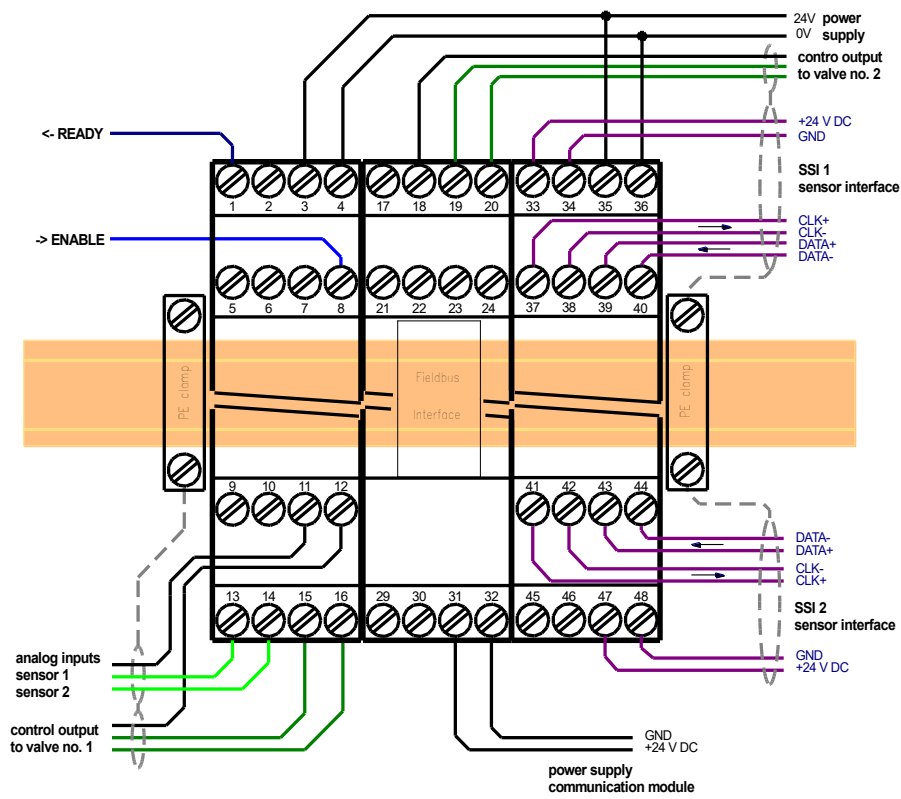 24V power
0V supply
contro output
to valve no. 2
<- READY
+24 V DC
GND
SSI 1
sensor interface
1 2 3 4 17 18 19 20 33 34 35 36
CLK+
CLK-
DATA+
DATA-
-> ENABLE
5 6 7 8 21 22 23 24 37 38 39 40
PE clamp
Fieldbus
Interface
PE clamp
9 10 11 12 41 42 43 44
DATA-
DATA+
CLK-
CLK+
13 14 15 16 29 30 31 32 45 46 47 48
SSI 2
sensor interface
analog inputs
sensor 1
sensor 2
GND
+24 V DC
control output
to valve no. 1
GND
+24 V DC
power supply
communication module